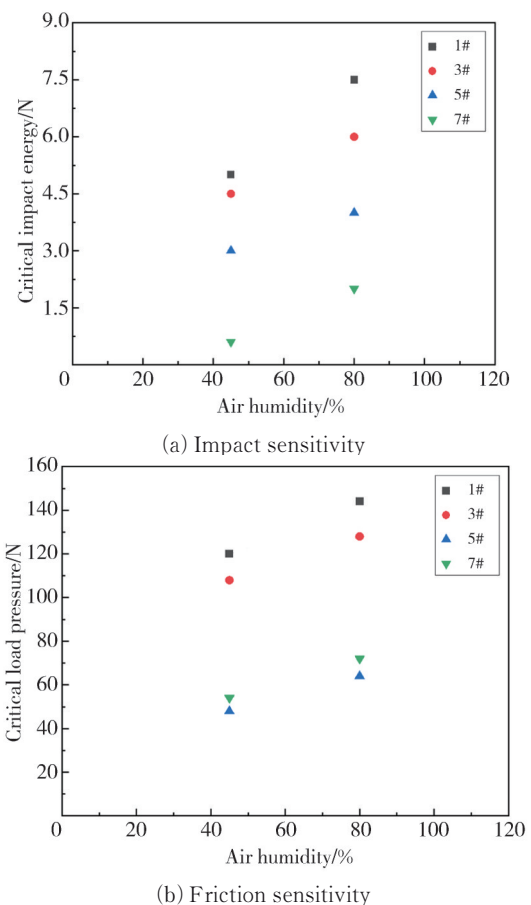 9.0
7.5
6.0
4.5
3.0
1.5
0 20 40 60 80 100 120
Critical impact energy/N
Air humidity/%
1#
3#
5#
7#
(a) Impact sensitivity
160
140
120
100
80
60
40
20
0 20 40 60 80 100 120
Critical load pressure/N
Air humidity/%
1#
3#
5#
7#
(b) Friction sensitivity